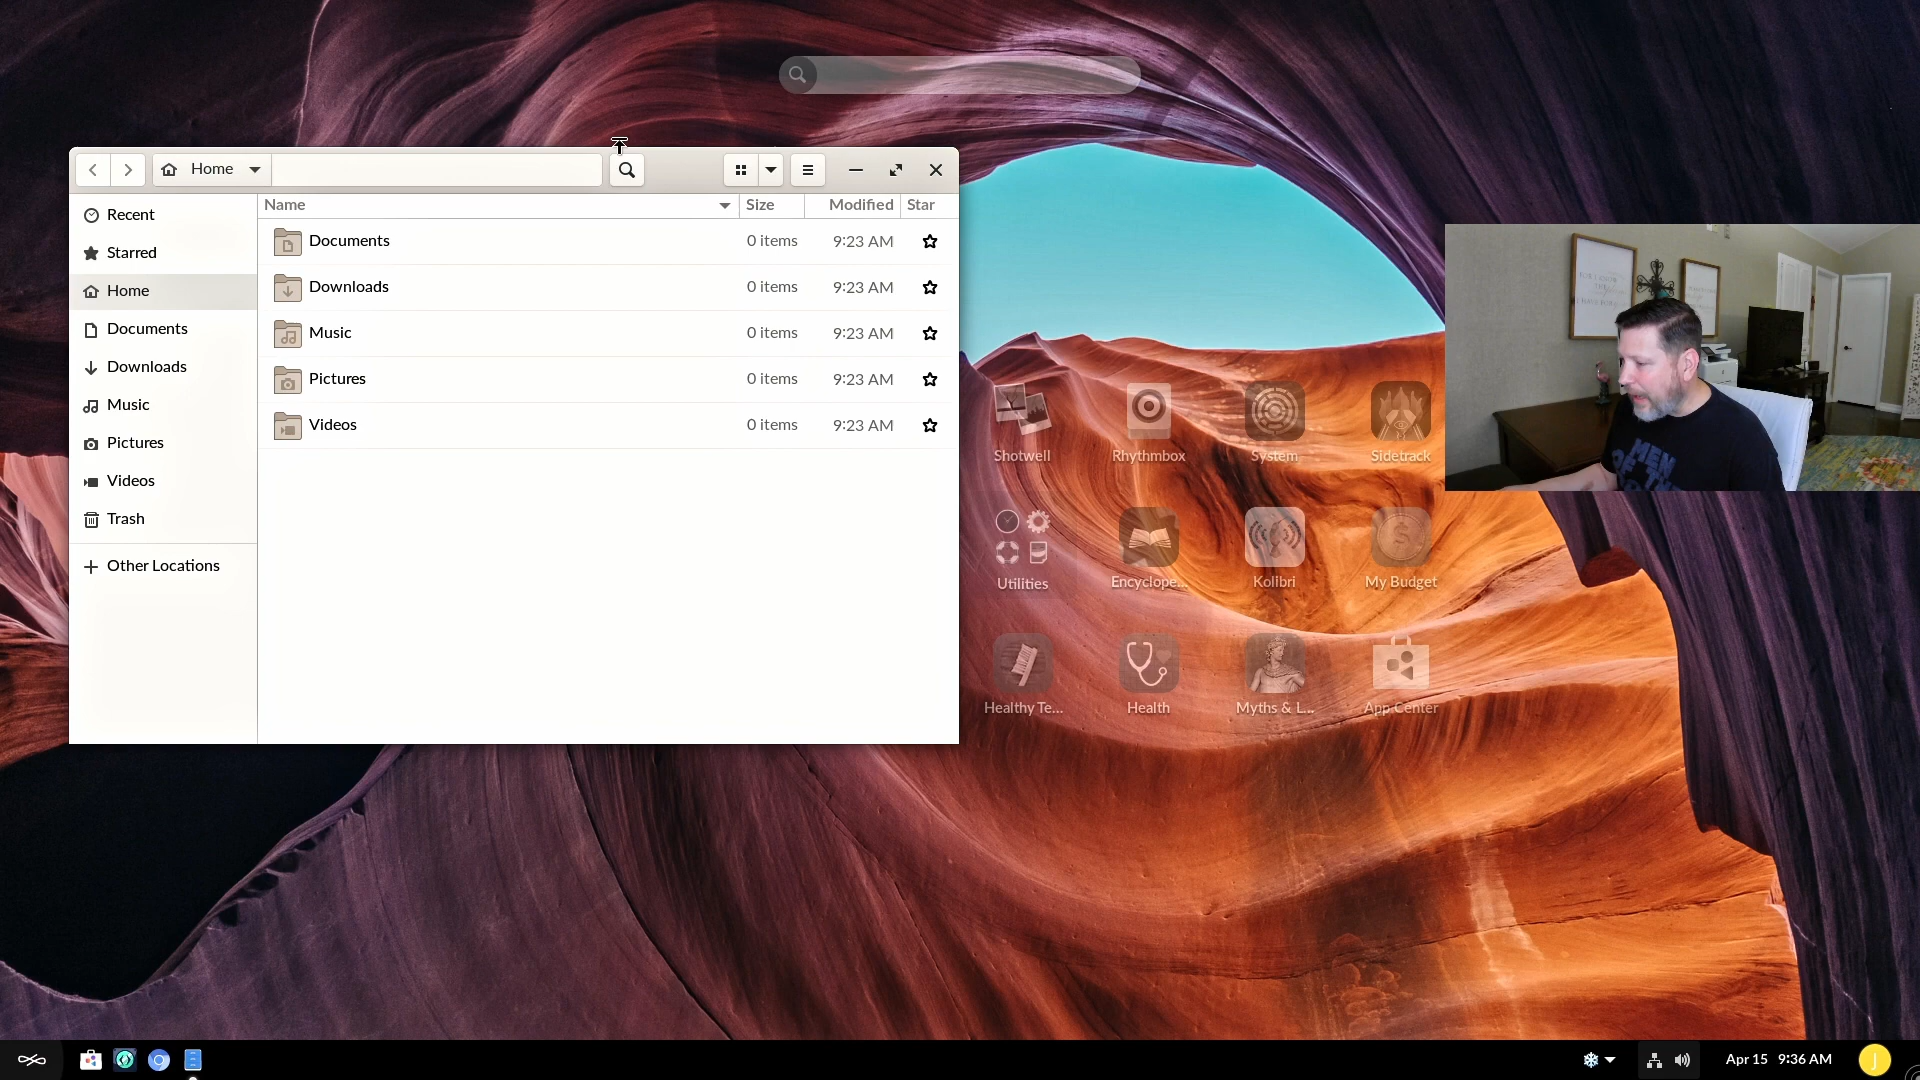 Home
Name
Size
Modified
Star
Recent
Starred
Home
Documents
Downloads
Music
Pictures
Videos
Trash
Other Locations
Documents 0 items 9:23 AM
Downloads 0 items 9:23 AM
Music 0 items 9:23 AM
Pictures 0 items 9:23 AM
Videos 0 items 9:23 AM
Shotwell
Rhythmbox
System
Sidetrack
Utilities
Encyclope...
Kolibri
My Budget
Healthy Te...
Health
Myths & L...
App Center
MEN
OF THE
Apr 15 9:36 AM
J